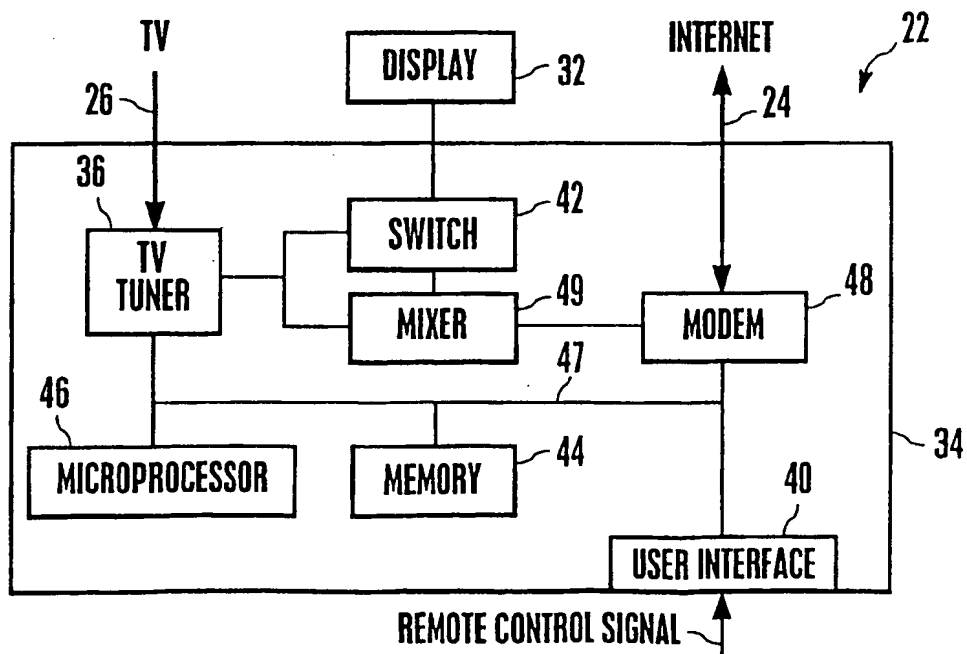 TV
INTERNET
22
DISPLAY
32
26
24
36
42
SWITCH
TV
TUNER
49
48
MIXER
MODEM
47
46
MICROPROCESSOR
MEMORY
44
34
40
USER INTERFACE
REMOTE CONTROL SIGNAL